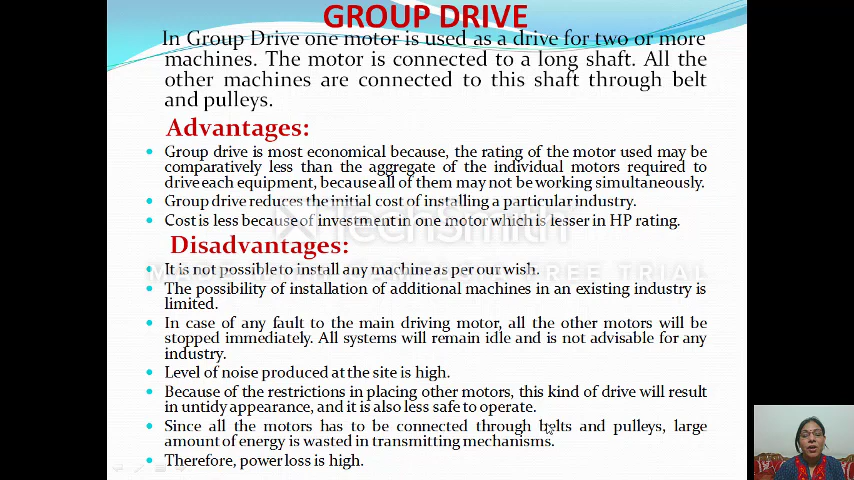 GROUP DRIVE
In Group Drive one motor is used as a drive for two or more
machines. The motor is connected to a long shaft. All the
other machines are connected to this shaft through belt
and pulleys.
Advantages:
• Group drive is most economical because, the rating of the motor used may be
comparatively less than the aggregate of the individual motors required to
drive each equipment, because all of them may not be working simultaneously.
• Group drive reduces the initial cost of installing a particular industry.
• Cost is less because of investment in one motor which is lesser in HP rating.
TechSmith
Disadvantages:
MADE WITH CAMTASIA FREE TRIAL
• It is not possible to install any machine as per our wish.
• The possibility of installation of additional machines in an existing industry is
limited.
• In case of any fault to the main driving motor, all the other motors will be
stopped immediately. All systems will remain idle and is not advisable for any
industry.
• Level of noise produced at the site is high.
• Because of the restrictions in placing other motors, this kind of drive will result
in untidy appearance, and it is also less safe to operate.
• Since all the motors has to be connected through belts and pulleys, large
amount of energy is wasted in transmitting mechanisms.
• Therefore, power loss is high.